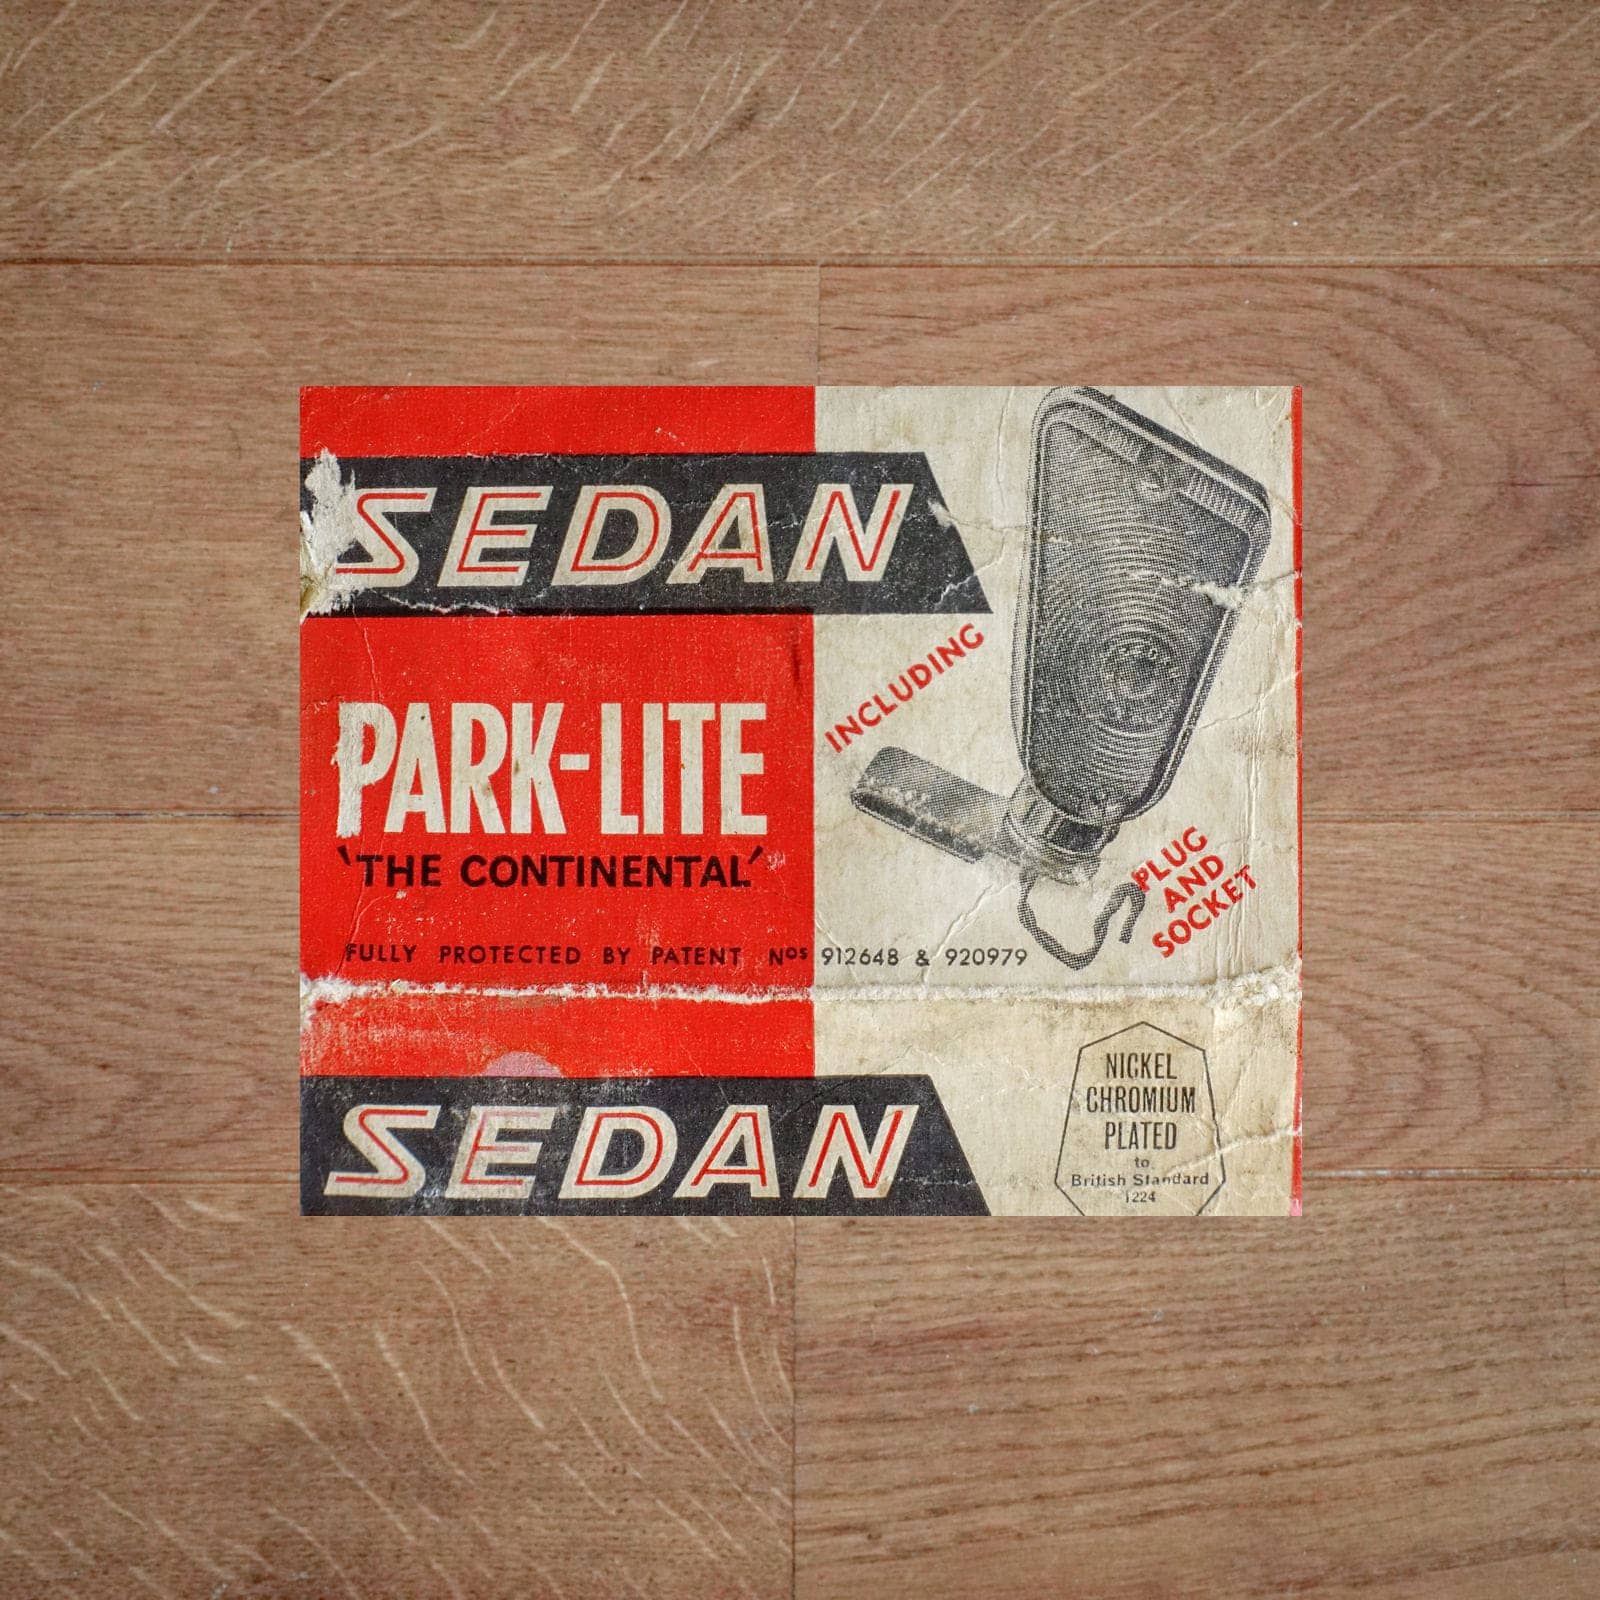 SEDAN
PARK-LITE
'THE CONTINENTAL'
INCLUDING
PLUG
AND
SOCKET
FULLY PROTECTED BY PATENT Nos 912648 & 920979
SEDAN
NICKEL
CHROMIUM
PLATED
to
British Standard
1224